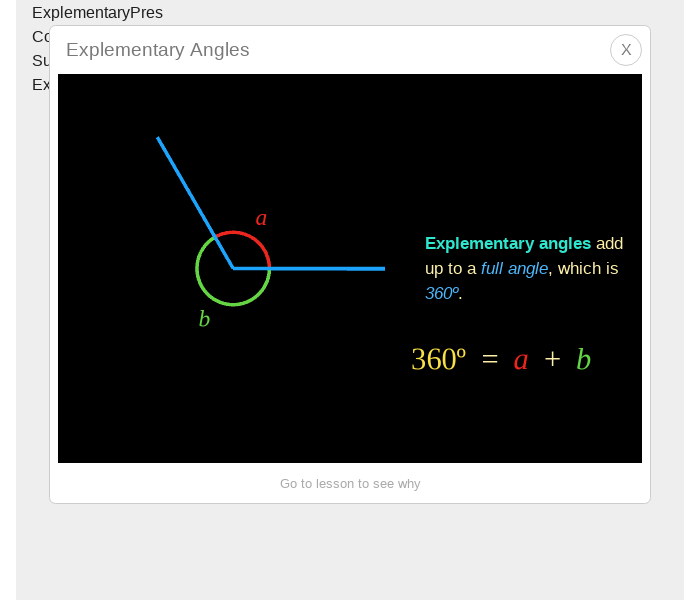 ExplementaryPres
Co
Su
Ex
Explementary Angles
X
a
b
Explementary angles add
up to a full angle, which is
360º.
360º = a + b
Go to lesson to see why